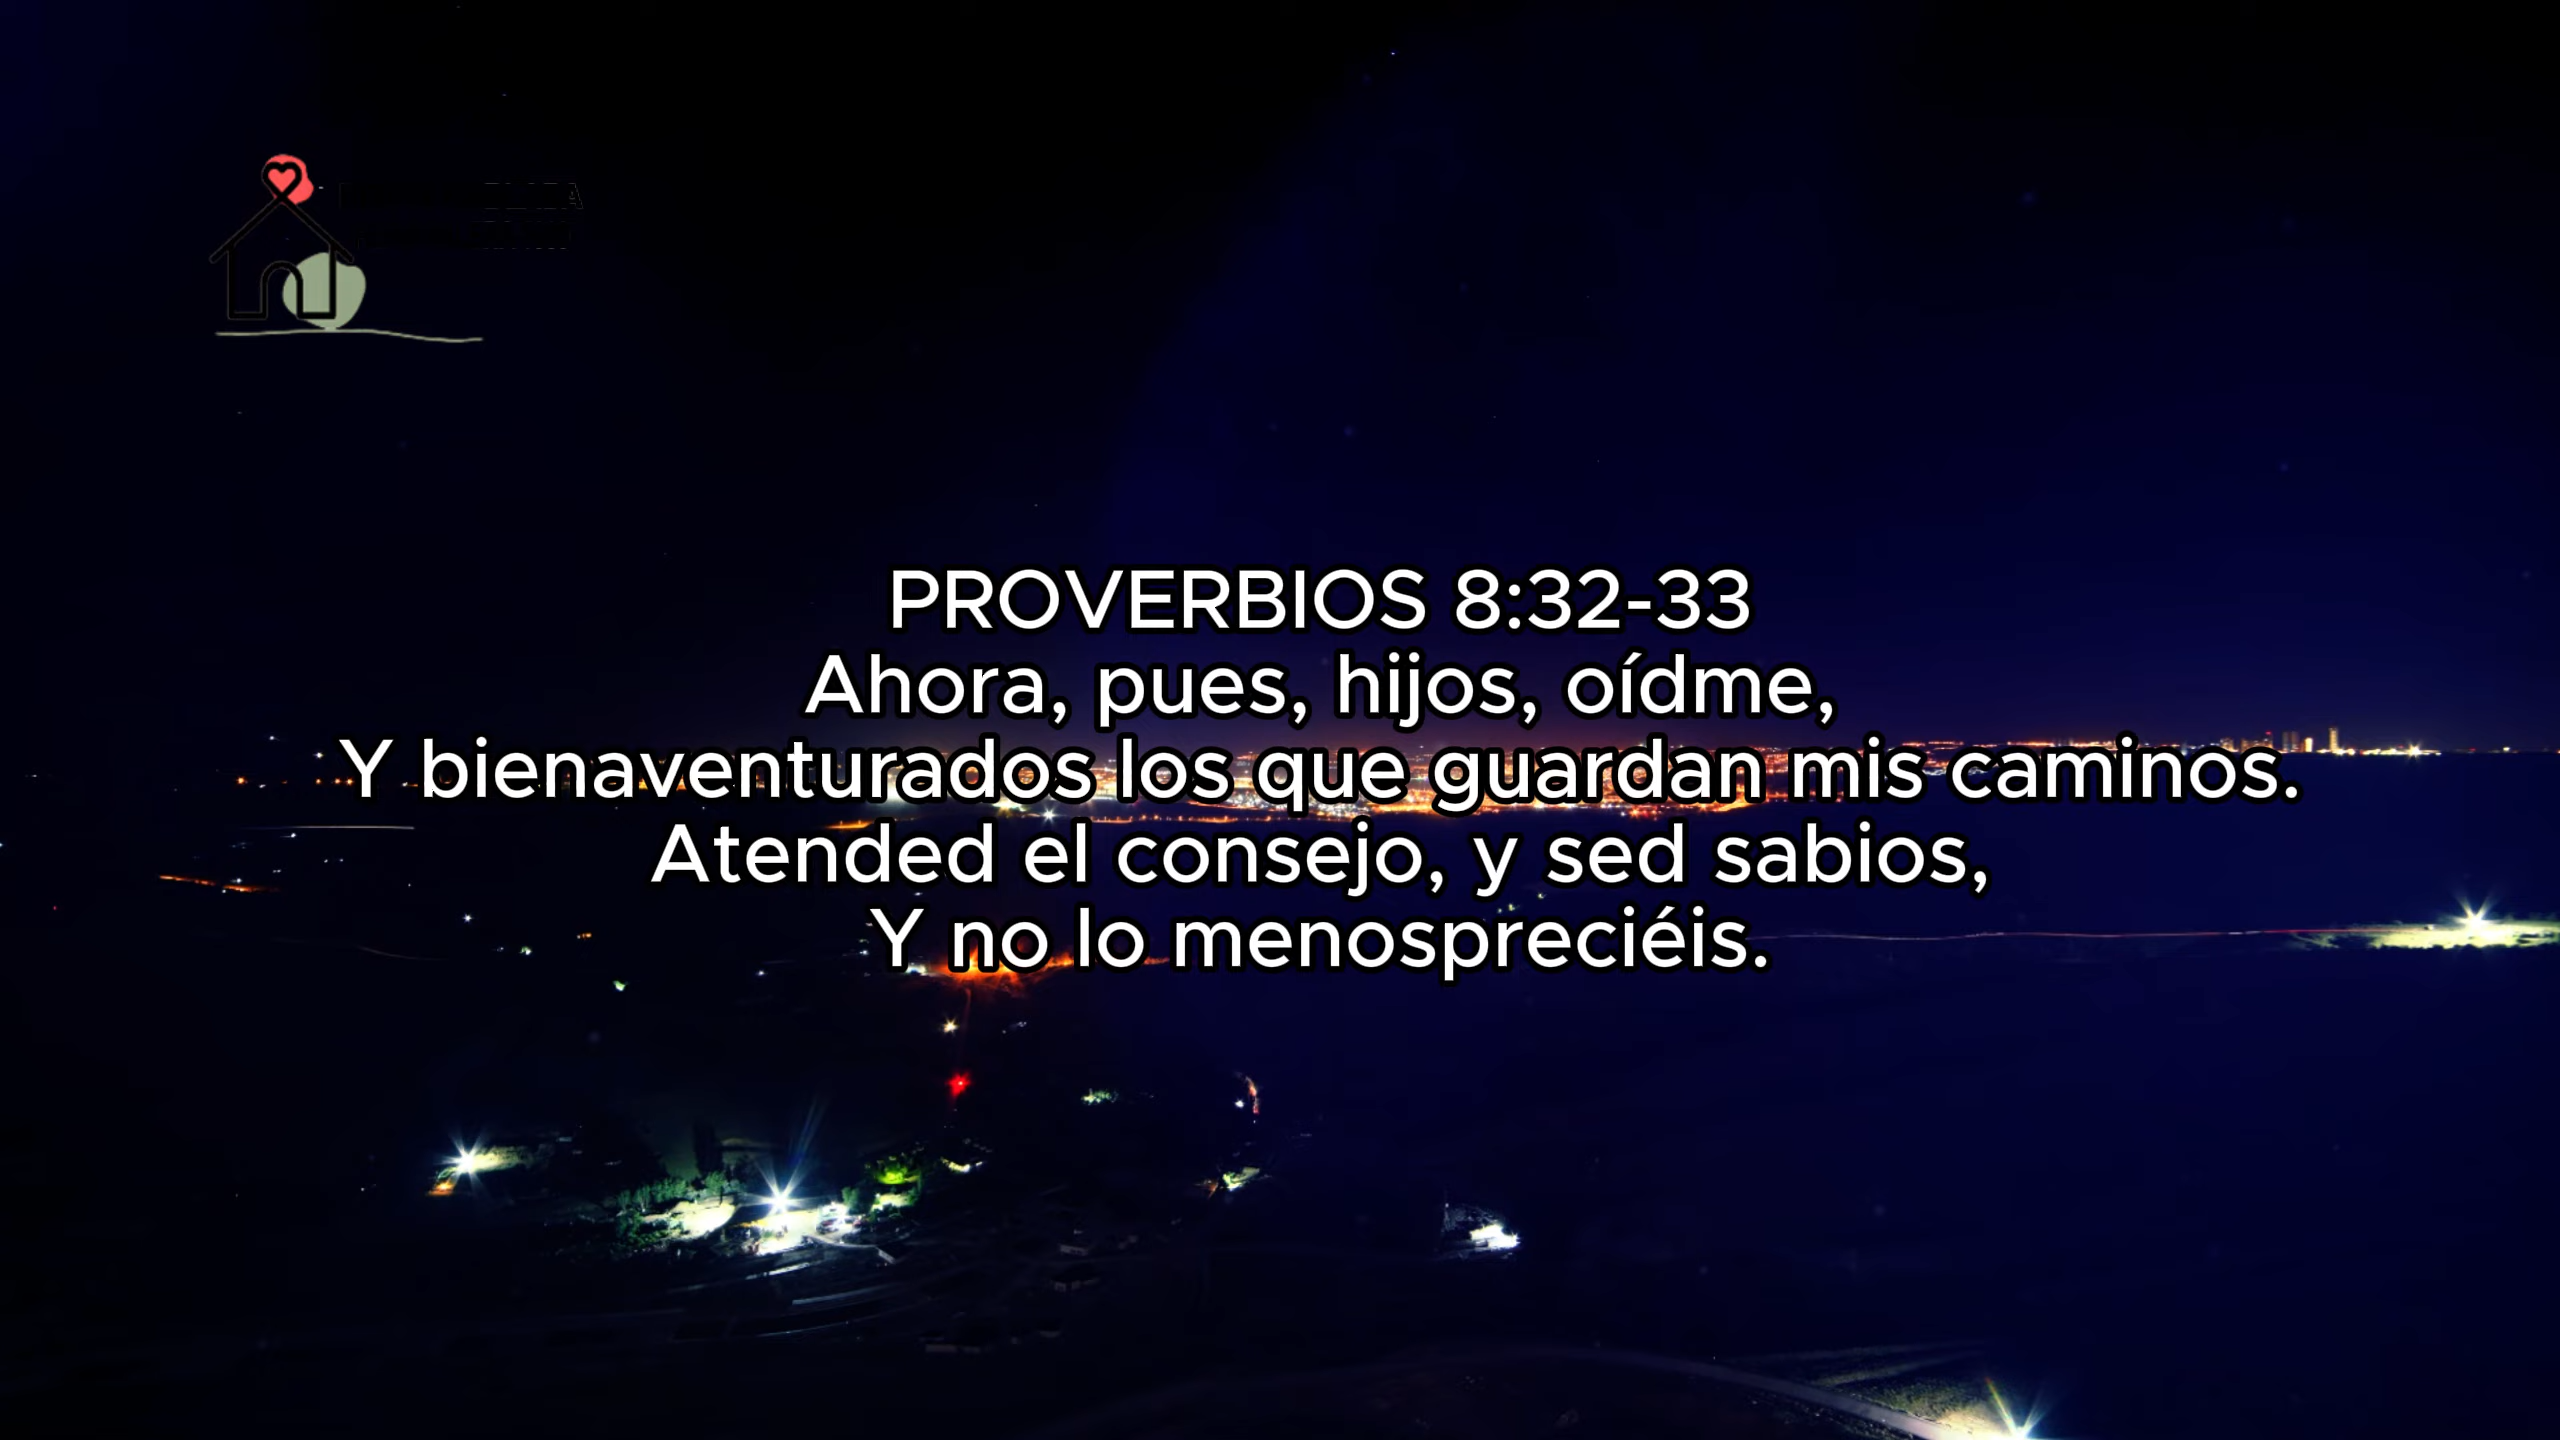 PROVERBIOS 8:32-33
Ahora, pues, hijos, oídme,
Y bienaventurados los que guardan mis caminos.
Atended el consejo, y sed sabios,
Y no lo menospreciéis.